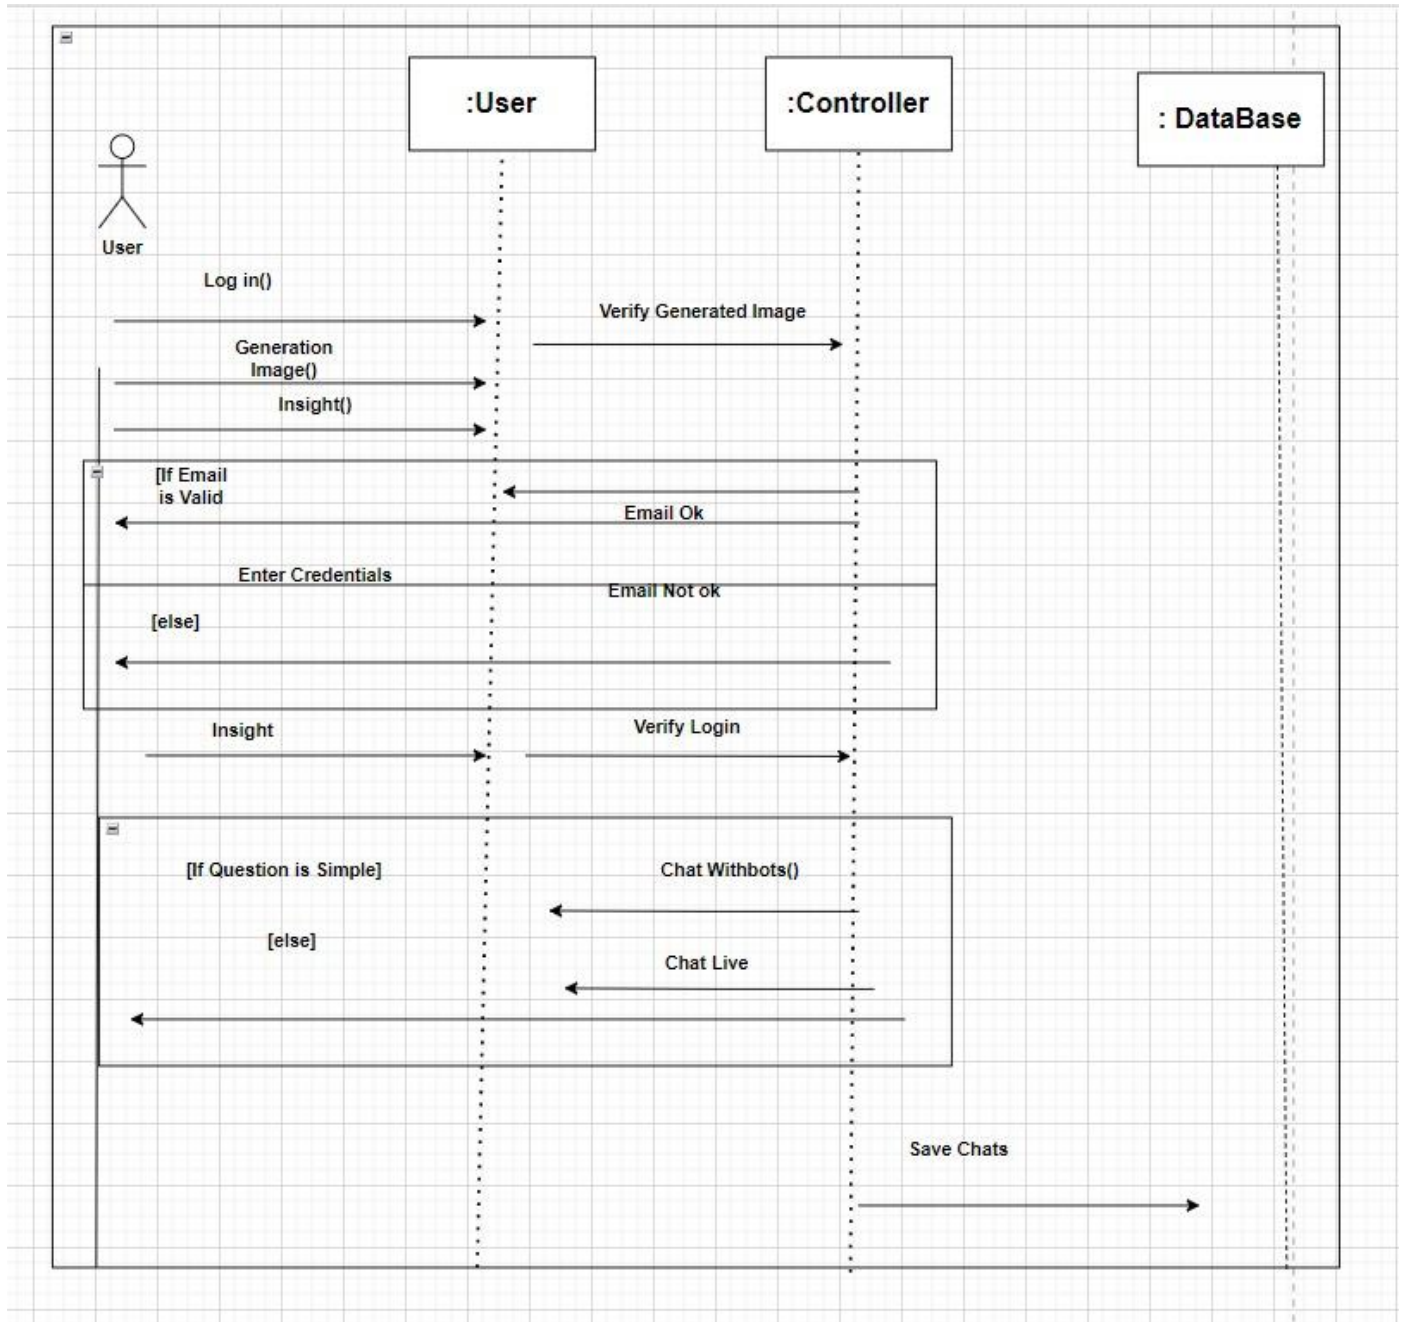 :User
:Controller
: DataBase
User
Log in()
Verify Generated Image
Generation
Image()
Insight()
[If Email
is Valid
Email Ok
Enter Credentials
Email Not ok
[else]
Insight
Verify Login
[If Question is Simple]
Chat Withbots()
[else]
Chat Live
Save Chats